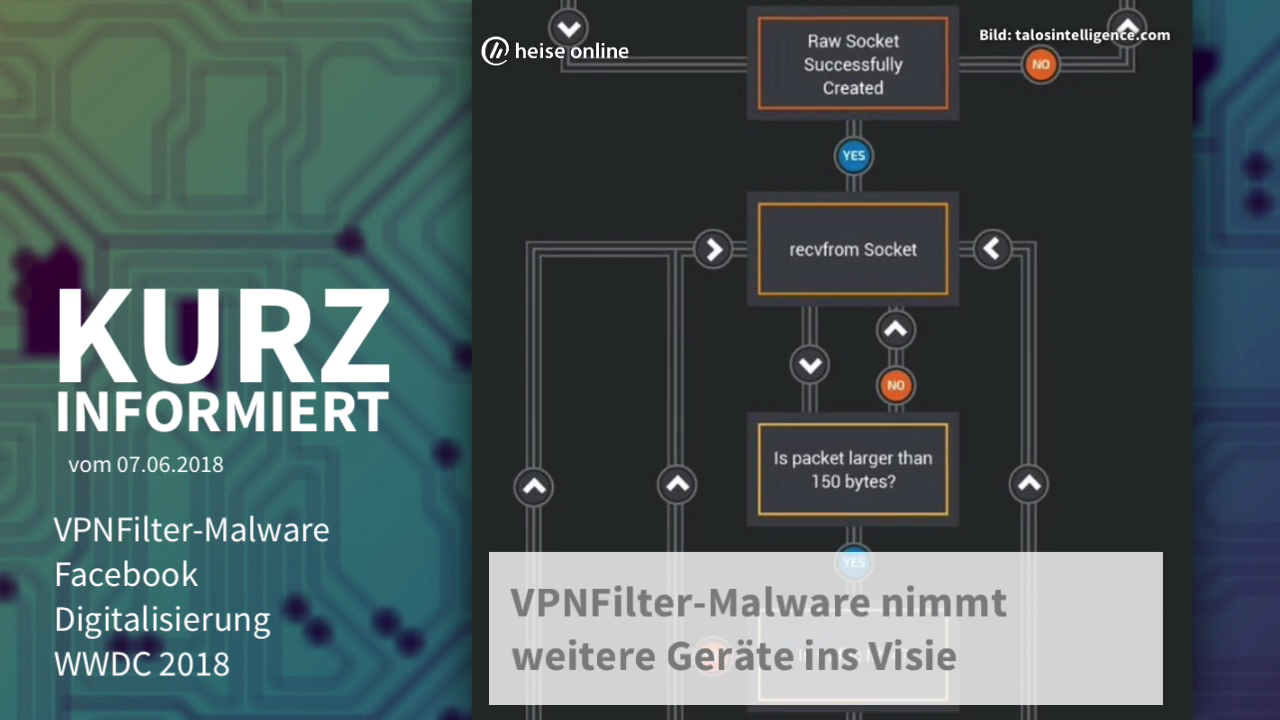 KURZ
INFORMIERT
vom 07.06.2018
VPNFilter-Malware
Facebook
Digitalisierung
WWDC 2018
heise online
Bild: talosintelligence.com
Raw Socket
Successfully
Created
NO
YES
recvfrom Socket
NO
Is packet larger than
150 bytes?
YES
VPNFilter-Malware nimmt
weitere Geräte ins Visie